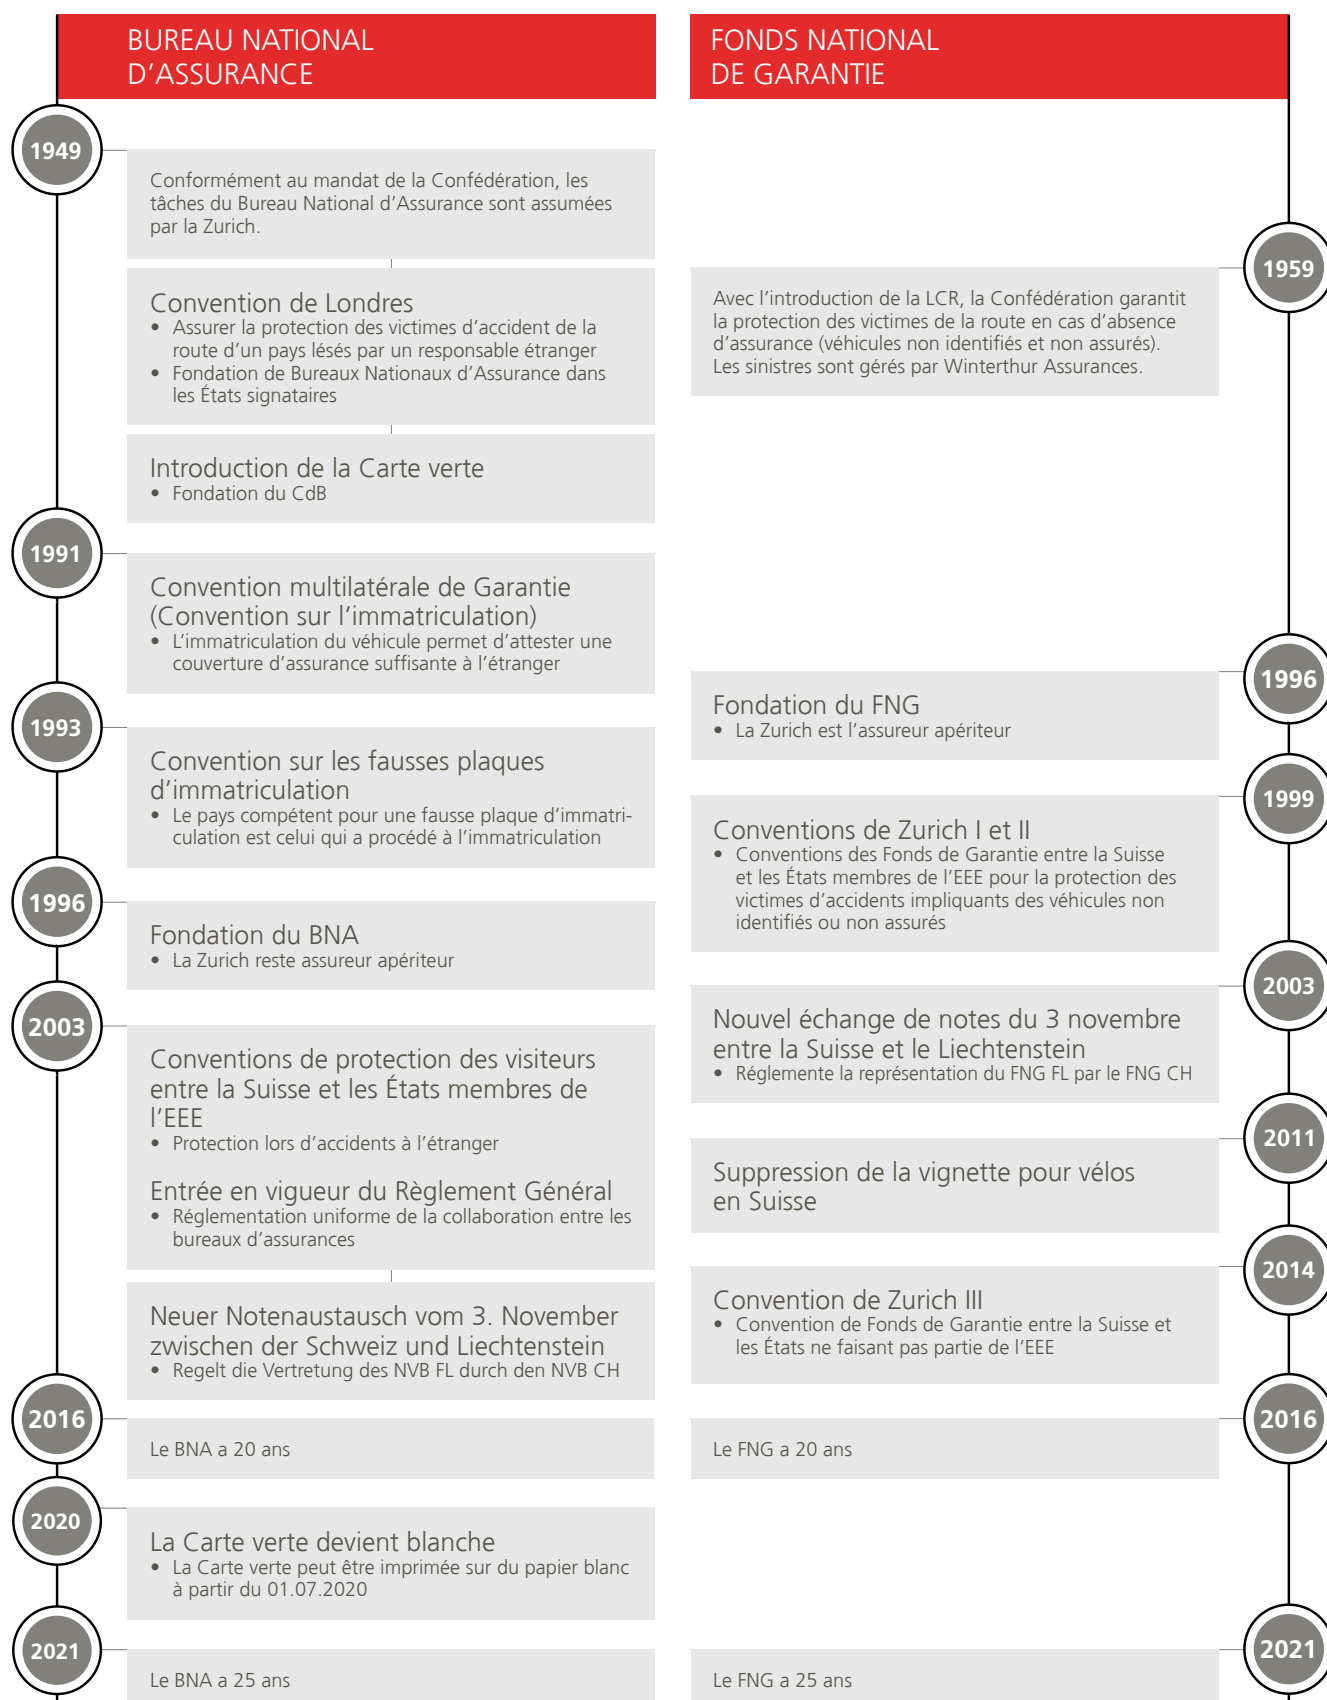 BUREAU NATIONAL
D’ASSURANCE
1949
Conformément au mandat de la Confédération, les
tâches du Bureau National d’Assurance sont assumées
par la Zurich.
Convention de Londres
• Assurer la protection des victimes d’accident de la
route d’un pays lésés par un responsable étranger
• Fondation de Bureaux Nationaux d’Assurance dans
les États signataires
Introduction de la Carte verte
• Fondation du CdB
1991
Convention multilatérale de Garantie
(Convention sur l’immatriculation)
• L’immatriculation du véhicule permet d’attester une
couverture d’assurance suffisante à l’étranger
1993
Convention sur les fausses plaques
d’immatriculation
• Le pays compétent pour une fausse plaque d’immatri-
culation est celui qui a procédé à l’immatriculation
1996
Fondation du BNA
• La Zurich reste assureur apériteur
2003
Conventions de protection des visiteurs
entre la Suisse et les États membres de
l’EEE
• Protection lors d’accidents à l’étranger
Entrée en vigueur du Règlement Général
• Réglementation uniforme de la collaboration entre les
bureaux d’assurances
Neuer Notenaustausch vom 3. November
zwischen der Schweiz und Liechtenstein
• Regelt die Vertretung des NVB FL durch den NVB CH
2016
Le BNA a 20 ans
2020
La Carte verte devient blanche
• La Carte verte peut être imprimée sur du papier blanc
à partir du 01.07.2020
2021
Le BNA a 25 ans
FONDS NATIONAL
DE GARANTIE
1959
Avec l’introduction de la LCR, la Confédération garantit
la protection des victimes de la route en cas d’absence
d’assurance (véhicules non identifiés et non assurés).
Les sinistres sont gérés par Winterthur Assurances.
1996
Fondation du FNG
• La Zurich est l’assureur apériteur
1999
Conventions de Zurich I et II
• Conventions des Fonds de Garantie entre la Suisse
et les États membres de l’EEE pour la protection des
victimes d’accidents impliquants des véhicules non
identifiés ou non assurés
2003
Nouvel échange de notes du 3 novembre
entre la Suisse et le Liechtenstein
• Réglemente la représentation du FNG FL par le FNG CH
2011
Suppression de la vignette pour vélos
en Suisse
2014
Convention de Zurich III
• Convention de Fonds de Garantie entre la Suisse et
les États ne faisant pas partie de l’EEE
2016
Le FNG a 20 ans
2021
Le FNG a 25 ans